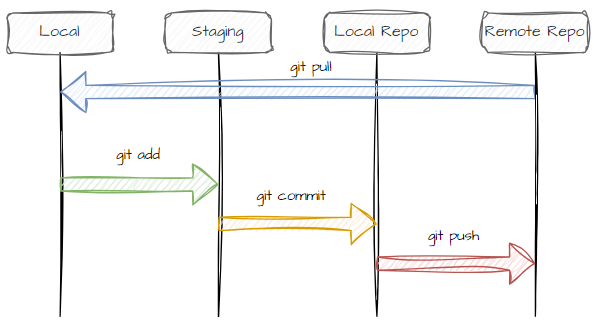 Local
Staging
Local Repo
Remote Repo
git pull
git add
git commit
git push